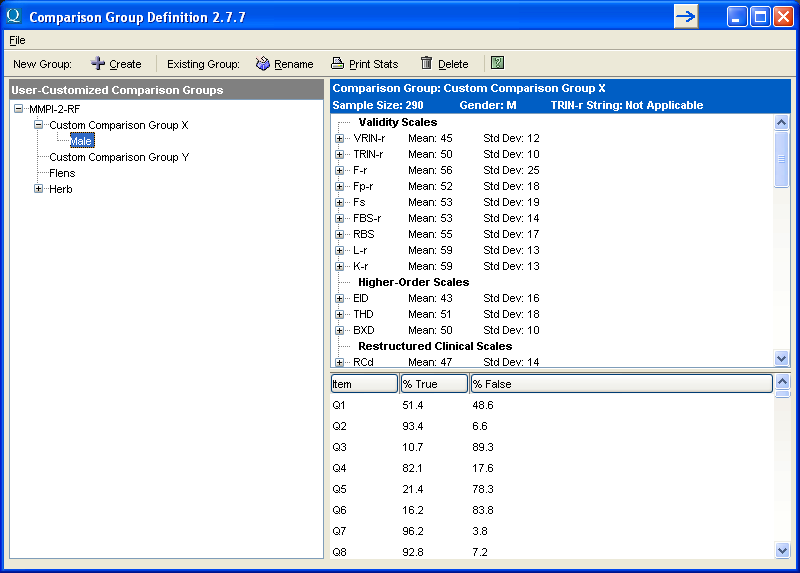 Comparison Group Definition 2.7.7
File
New Group: Create Existing Group: Rename Print Stats Delete
User-Customized Comparison Groups
MMPI-2-RF
Custom Comparison Group X
Male
Custom Comparison Group Y
Flens
Herb
Comparison Group: Custom Comparison Group X
Sample Size: 290 Gender: M TRIN-r String: Not Applicable
Validity Scales
VRIN-r Mean: 45 Std Dev: 12
TRIN-r Mean: 50 Std Dev: 10
F-r Mean: 56 Std Dev: 25
Fp-r Mean: 52 Std Dev: 18
Fs Mean: 53 Std Dev: 19
FBS-r Mean: 53 Std Dev: 14
RBS Mean: 55 Std Dev: 17
L-r Mean: 59 Std Dev: 13
K-r Mean: 59 Std Dev: 13
Higher-Order Scales
EID Mean: 43 Std Dev: 16
THD Mean: 51 Std Dev: 18
BXD Mean: 50 Std Dev: 10
Restructured Clinical Scales
RCd Mean: 47 Std Dev: 14
Item % True % False
Q1 51.4 48.6
Q2 93.4 6.6
Q3 10.7 89.3
Q4 82.1 17.6
Q5 21.4 78.3
Q6 16.2 83.8
Q7 96.2 3.8
Q8 92.8 7.2